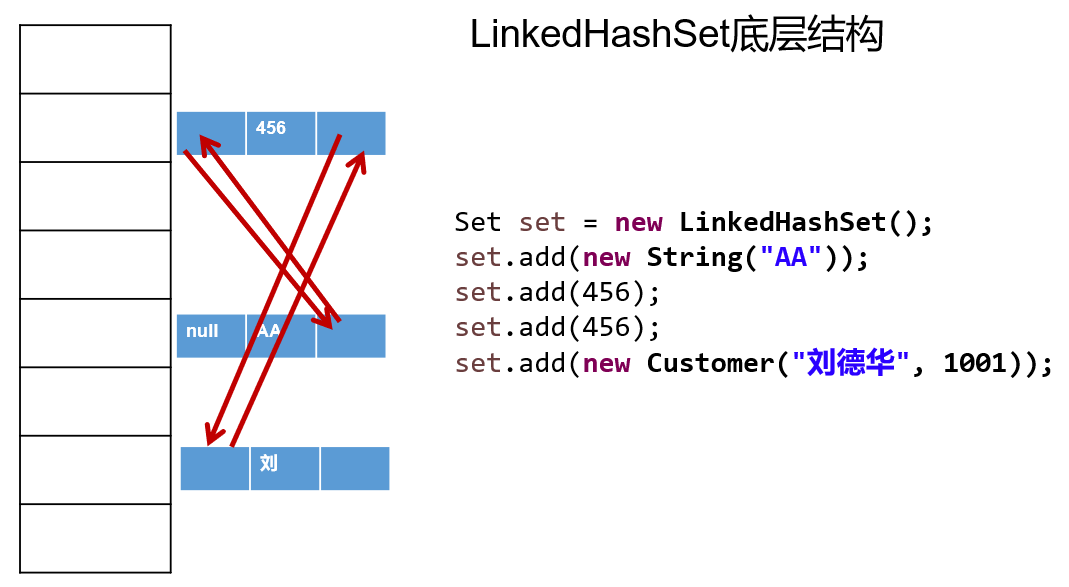 LinkedHashSet底层结构
456
null AA
刘
Set set = new LinkedHashSet();
set.add(new String("AA"));
set.add(456);
set.add(456);
set.add(new Customer("刘德华", 1001));